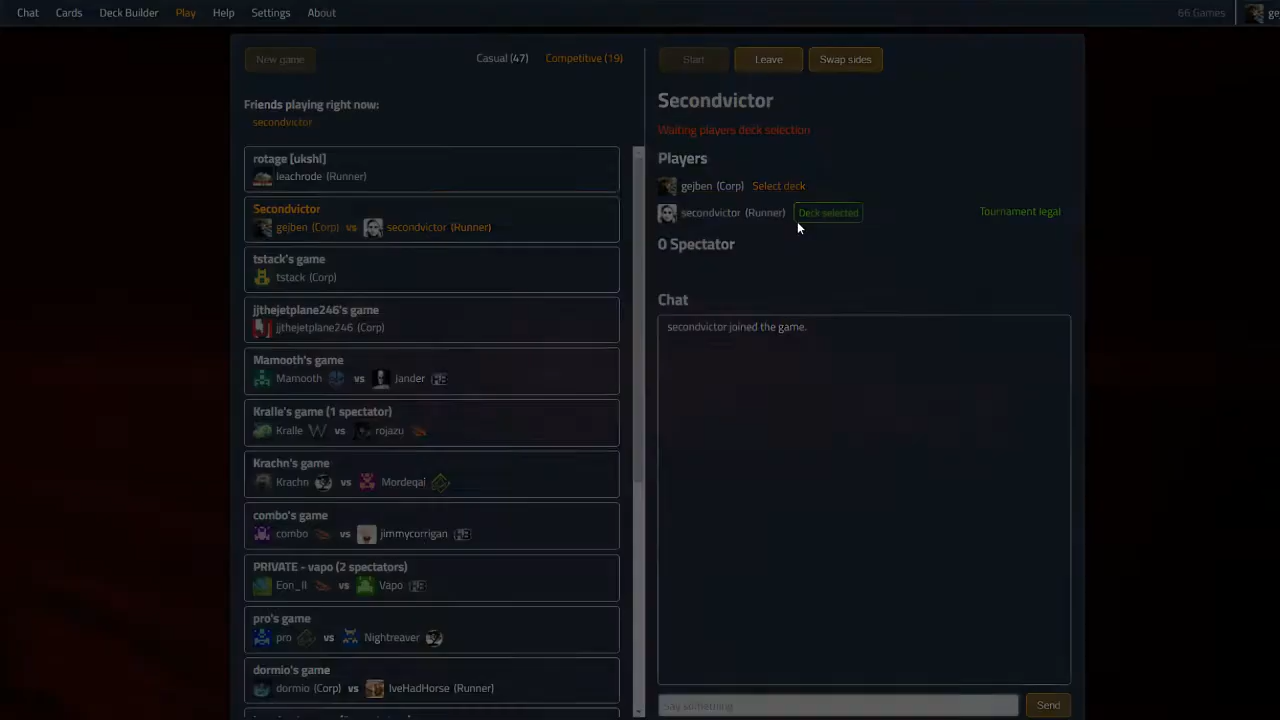 Chat Cards Deck Builder Play Help Settings About 66 Games ge
New game Casual (47) Competitive (19)
Friends playing right now:
secondvictor
rotage [ukshl]
leachrode (Runner)
Secondvictor
gejben (Corp) vs secondvictor (Runner)
tstack's game
tstack (Corp)
jjthejetplane246's game
jjthejetplane246 (Corp)
Mamooth's game
Mamooth vs Jander
Kralle's game (1 spectator)
Kralle vs rojazu
Krachn's game
Krachn vs Mordeqai
combo's game
combo vs jimmycorrigan
PRIVATE - vapo (2 spectators)
Eon_II vs Vapo
pro's game
pro vs Nightreaver
dormio's game
dormio (Corp) vs IveHadHorse (Runner)
Start Leave Swap sides
Secondvictor
Waiting players deck selection
Players
gejben (Corp) Select deck
secondvictor (Runner) Deck selected Tournament legal
0 Spectator
Chat
secondvictor joined the game.
Say something Send